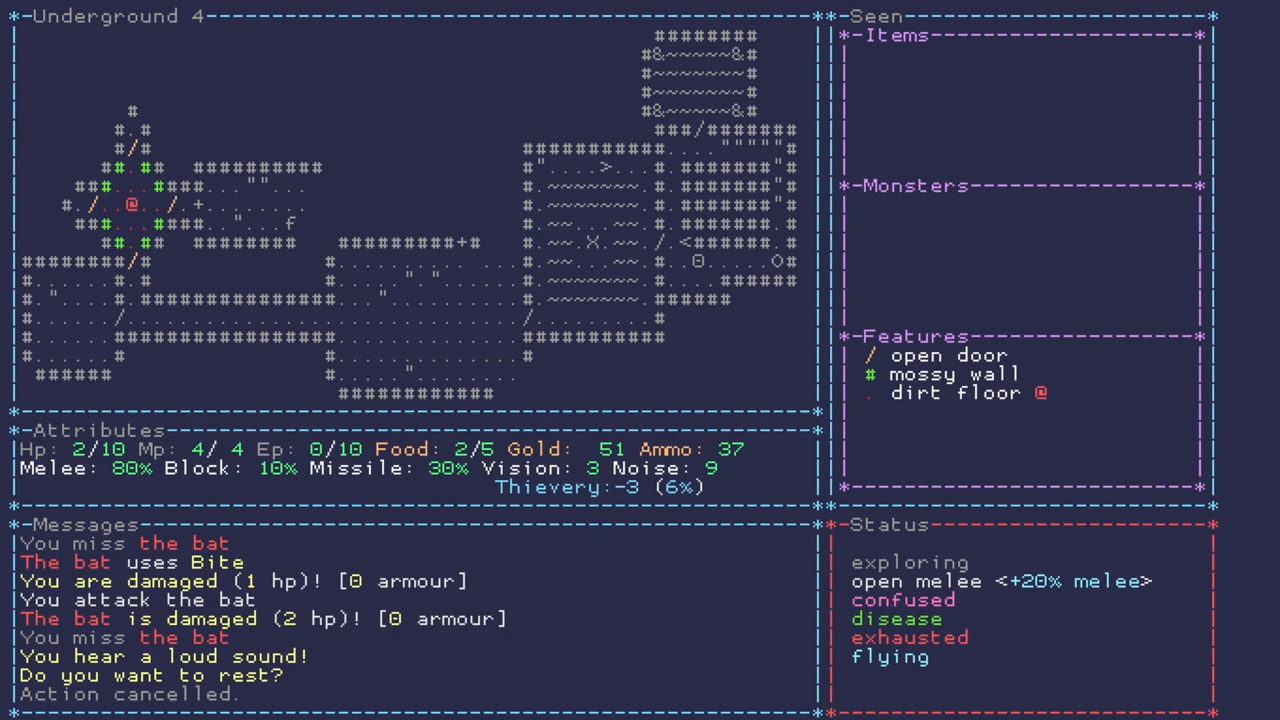 Underground 4
Seen
Items
Monsters
Features
/ open door
# mossy wall
. dirt floor @
Attributes
Hp: 2/10 Mp: 4/ 4 Ep: 0/10 Food: 2/5 Gold: 51 Ammo: 37
Melee: 80% Block: 10% Missile: 30% Vision: 3 Noise: 9
Thievery:-3 (6%)
Messages
You miss the bat
The bat uses Bite
You are damaged (1 hp)! [0 armour]
You attack the bat
The bat is damaged (2 hp)! [0 armour]
You miss the bat
You hear a loud sound!
Do you want to rest?
Action cancelled.
Status
exploring
open melee <+20% melee>
confused
disease
exhausted
flying